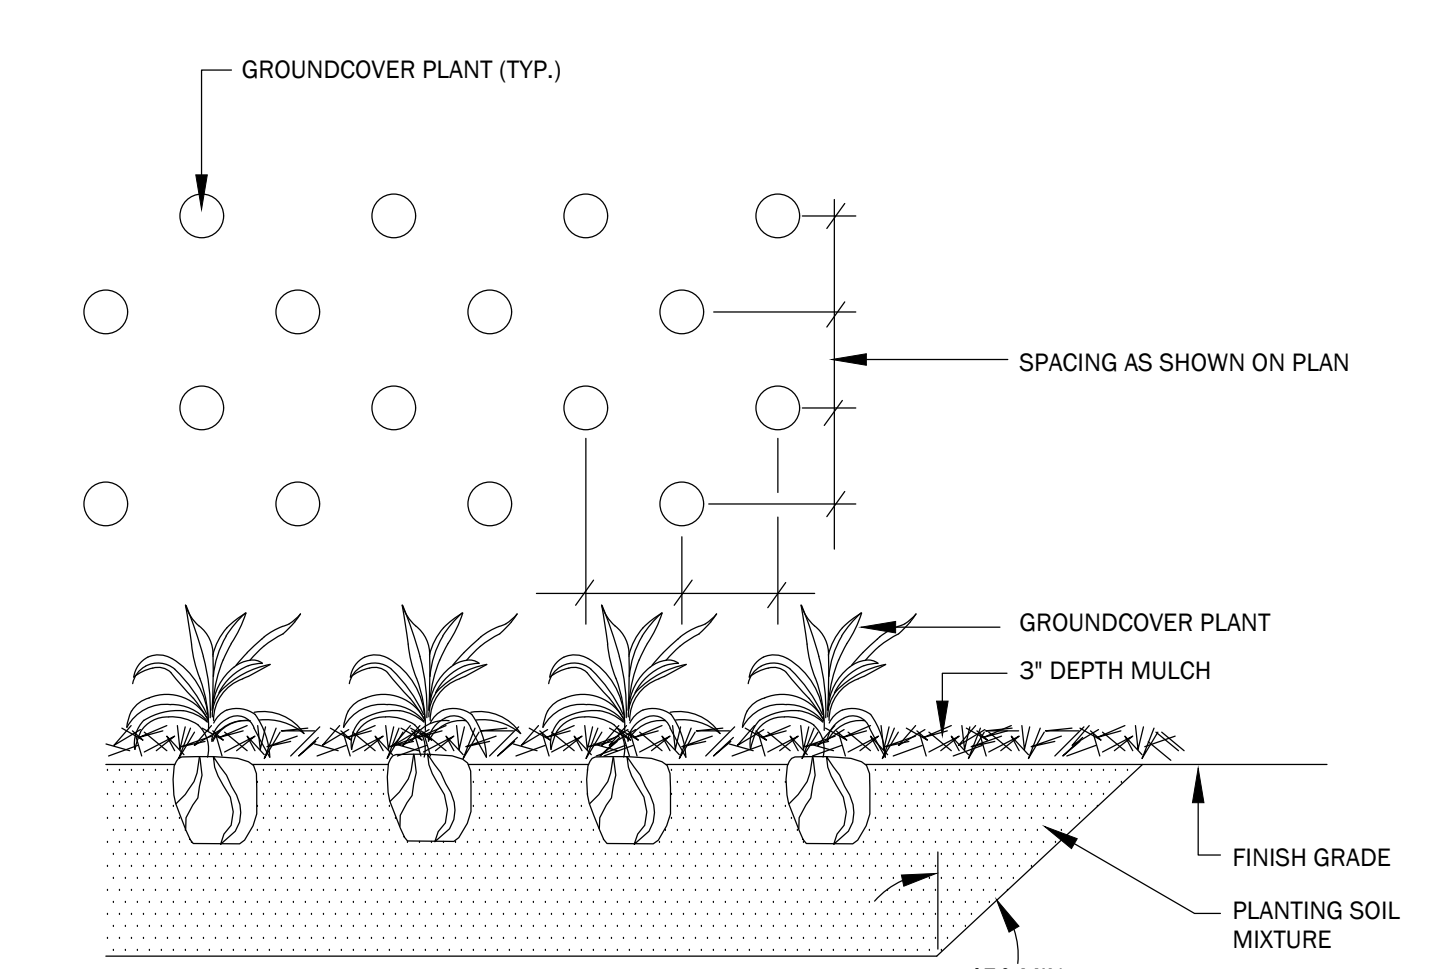 GROUNDCOVER PLANT (TYP.)
SPACING AS SHOWN ON PLAN
GROUNDCOVER PLANT
3" DEPTH MULCH
FINISH GRADE
PLANTING SOIL
MIXTURE